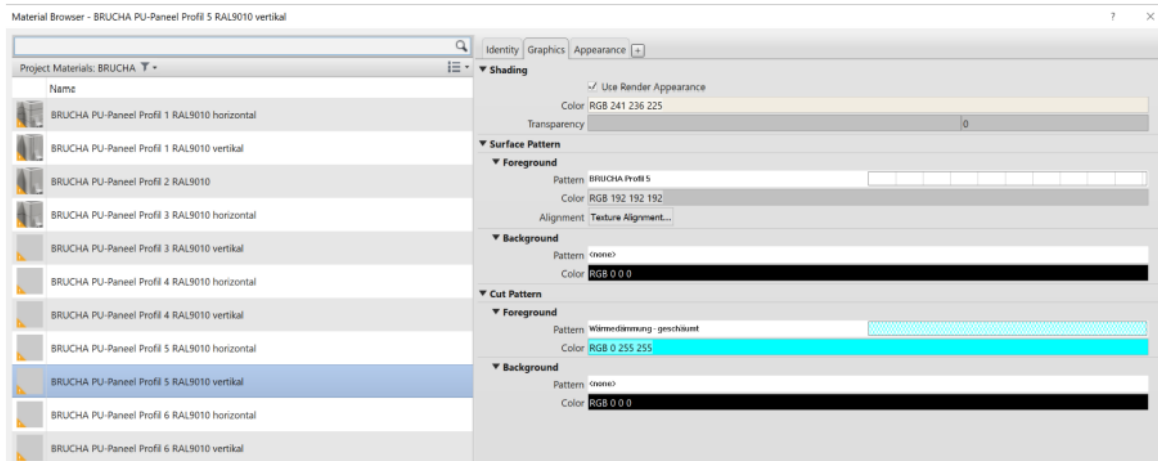 Material Browser - BRUCHA PU-Paneel Profil 5 RAL9010 vertikal
?
Project Materials: BRUCHA
Name
BRUCHA PU-Paneel Profil 1 RAL9010 horizontal
BRUCHA PU-Paneel Profil 1 RAL9010 vertikal
BRUCHA PU-Paneel Profil 2 RAL9010
BRUCHA PU-Paneel Profil 3 RAL9010 horizontal
BRUCHA PU-Paneel Profil 3 RAL9010 vertikal
BRUCHA PU-Paneel Profil 4 RAL9010 horizontal
BRUCHA PU-Paneel Profil 4 RAL9010 vertikal
BRUCHA PU-Paneel Profil 5 RAL9010 horizontal
BRUCHA PU-Paneel Profil 5 RAL9010 vertikal
BRUCHA PU-Paneel Profil 6 RAL9010 horizontal
BRUCHA PU-Paneel Profil 6 RAL9010 vertikal
Identity Graphics Appearance +
Shading
Use Render Appearance
Color RGB 241 236 225
Transparency 0
Surface Pattern
Foreground
Pattern BRUCHA Profil 5
Color RGB 192 192 192
Alignment Texture Alignment...
Background
Pattern <none>
Color RGB 0 0 0
Cut Pattern
Foreground
Pattern Wärmedämmung - geschäumt
Color RGB 0 255 255
Background
Pattern <none>
Color RGB 0 0 0